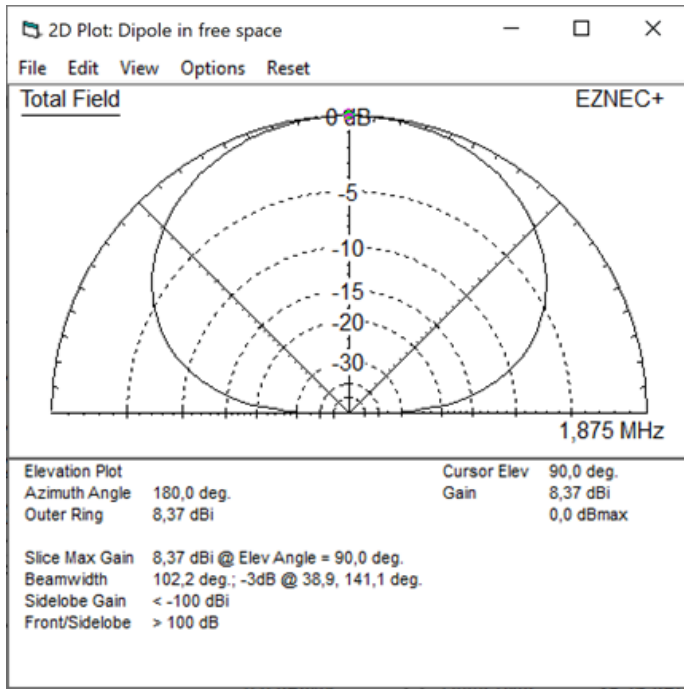 2D Plot: Dipole in free space
File Edit View Options Reset
Total Field EZNEC+
0 dB
-5
-10
-15
-20
-30
1,875 MHz
Elevation Plot Cursor Elev 90,0 deg.
Azimuth Angle 180,0 deg. Gain 8,37 dBi
Outer Ring 8,37 dBi 0,0 dBmax
Slice Max Gain 8,37 dBi @ Elev Angle = 90,0 deg.
Beamwidth 102,2 deg.; -3dB @ 38,9, 141,1 deg.
Sidelobe Gain < -100 dBi
Front/Sidelobe > 100 dB